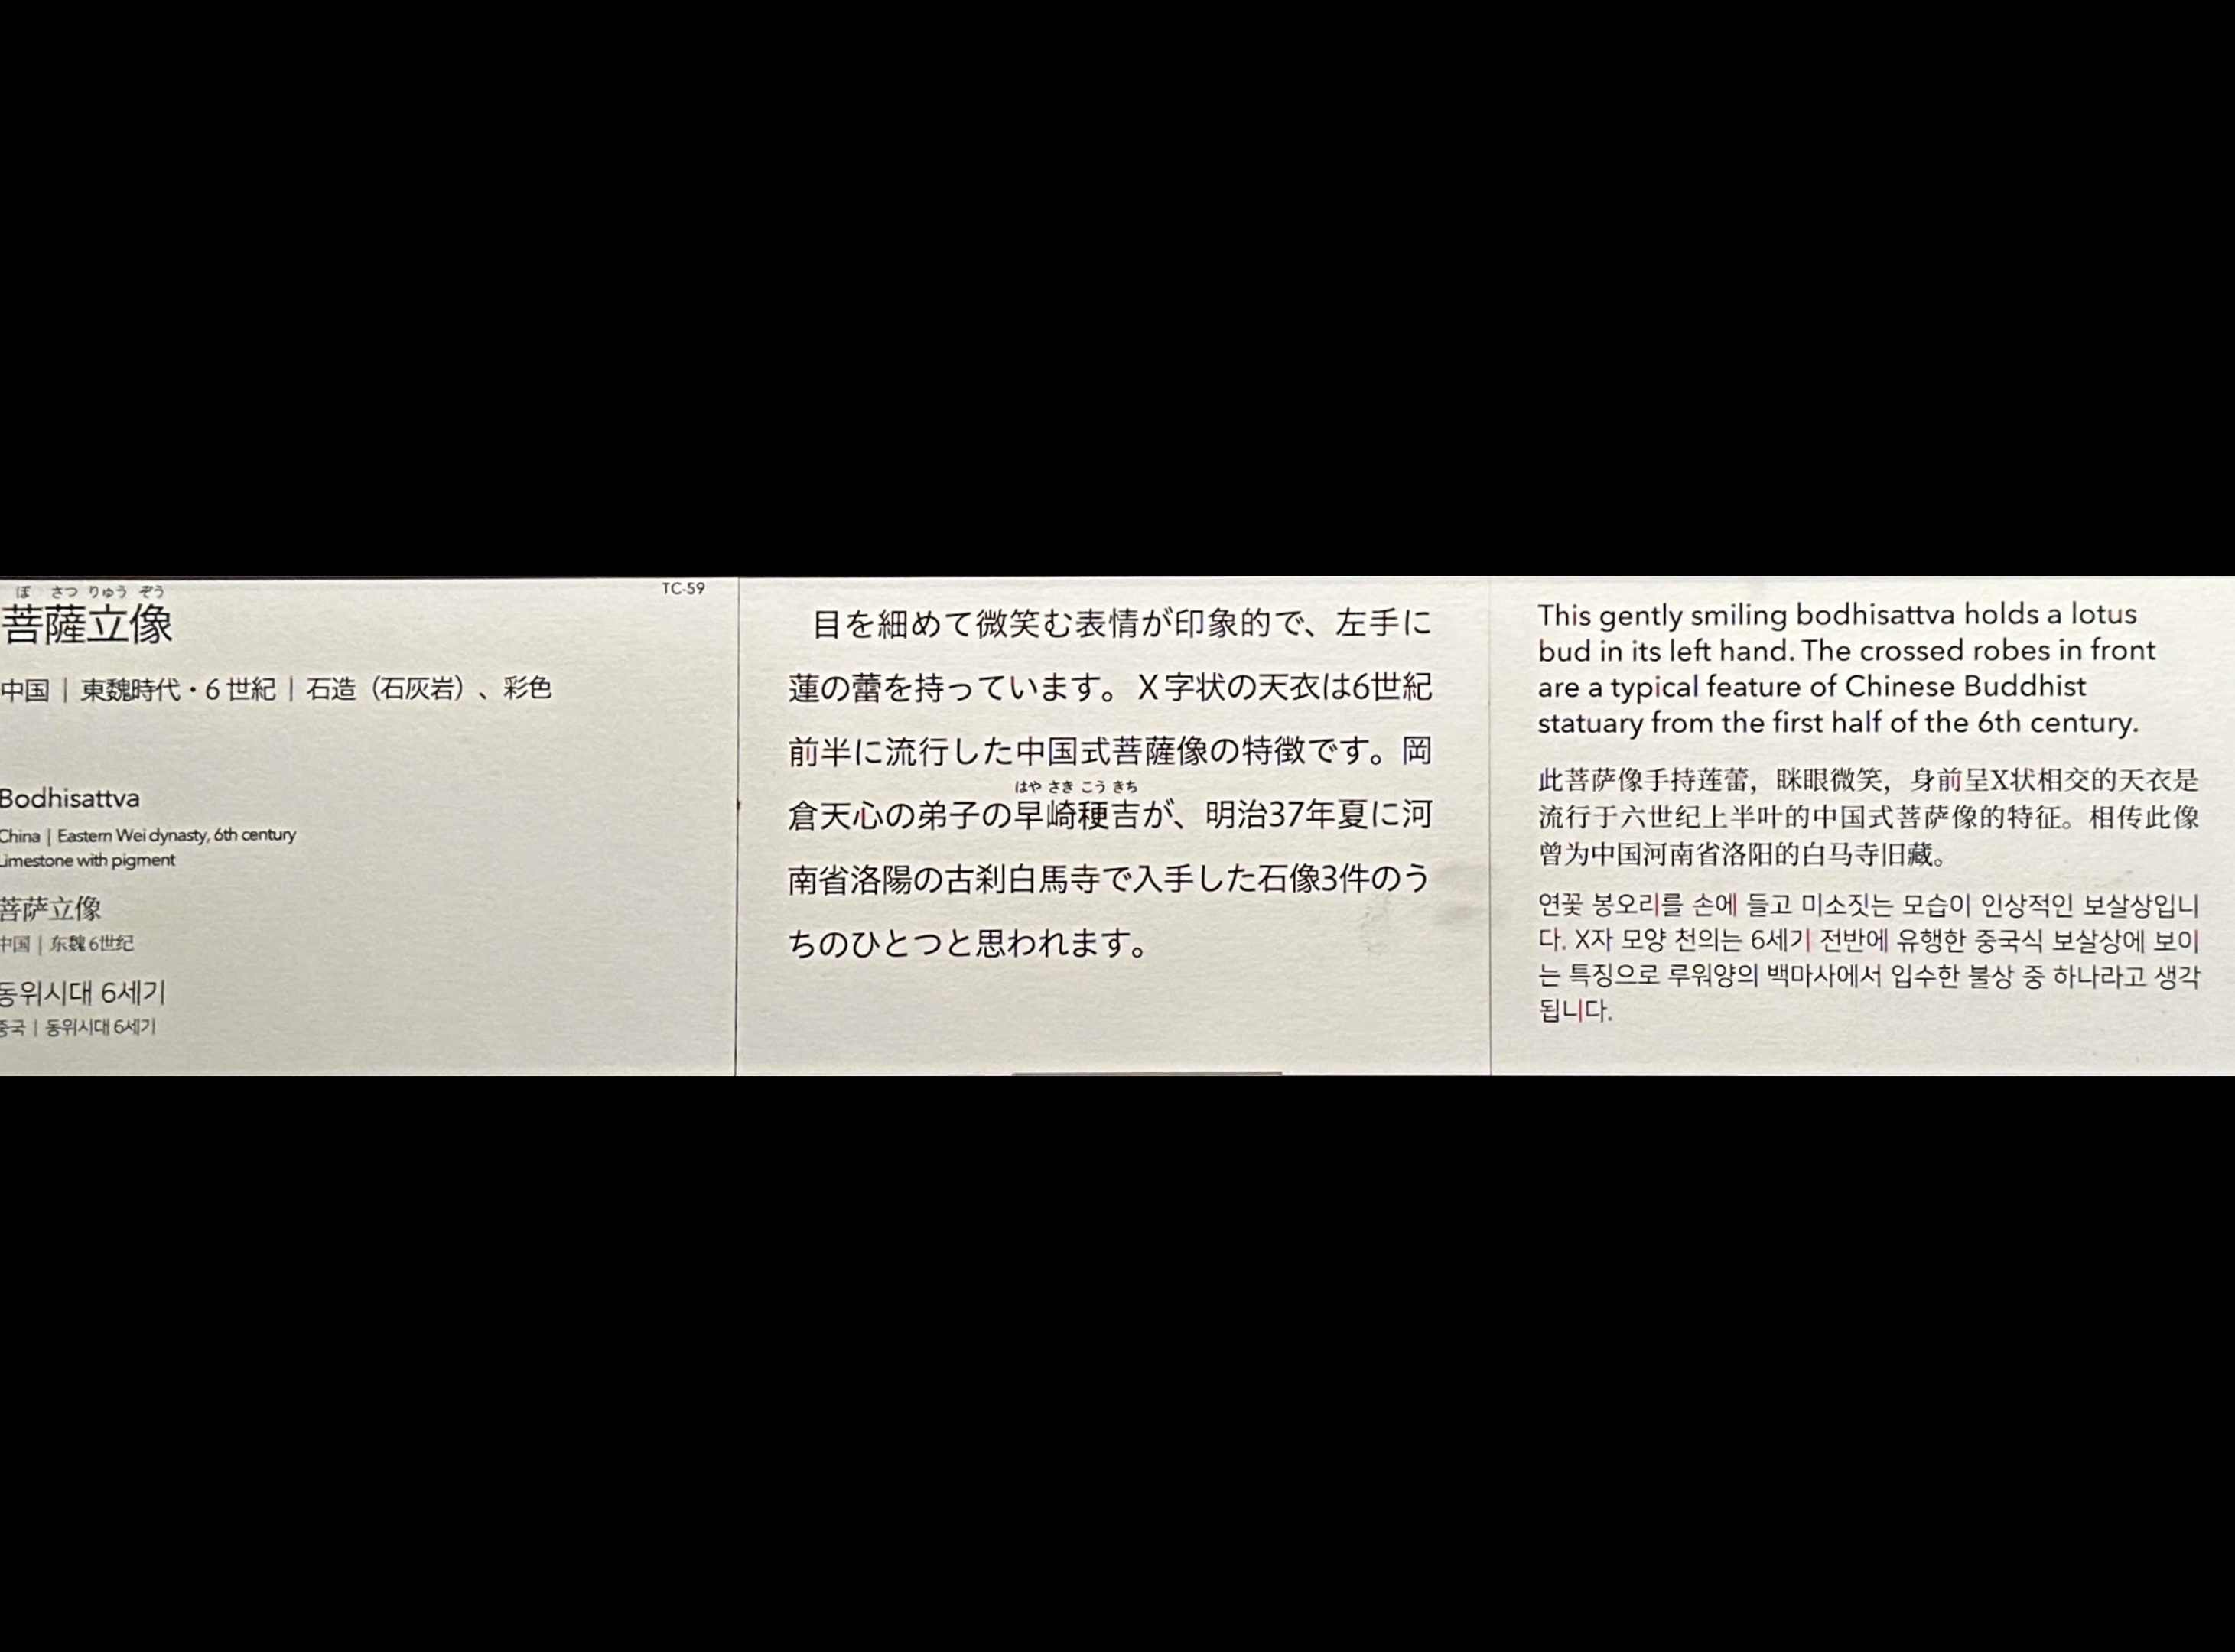 ぼ さつ りゅう ぞう
菩薩立像
TC-59
中国 | 東魏時代・6世紀 | 石造（石灰岩）、彩色
Bodhisattva
China | Eastern Wei dynasty, 6th century
Limestone with pigment
菩萨立像
中国 | 东魏 6世纪
동위시대 6세기
중국 | 동위시대 6세기
目を細めて微笑む表情が印象的で、左手に
蓮の蕾を持っています。X字状の天衣は6世紀
前半に流行した中国式菩薩像の特徴です。岡
はや さき こう きち
倉天心の弟子の早崎稉吉が、明治37年夏に河
南省洛陽の古刹白馬寺で入手した石像3件のう
ちのひとつと思われます。
This gently smiling bodhisattva holds a lotus
bud in its left hand. The crossed robes in front
are a typical feature of Chinese Buddhist
statuary from the first half of the 6th century.
此菩萨像手持莲蕾，眯眼微笑，身前呈X状相交的天衣是
流行于六世纪上半叶的中国式菩萨像的特征。相传此像
曾为中国河南省洛阳的白马寺旧藏。
연꽃 봉오리를 손에 들고 미소짓는 모습이 인상적인 보살상입니
다. X자 모양 천의는 6세기 전반에 유행한 중국식 보살상에 보이
는 특징으로 루워양의 백마사에서 입수한 불상 중 하나라고 생각
됩니다.